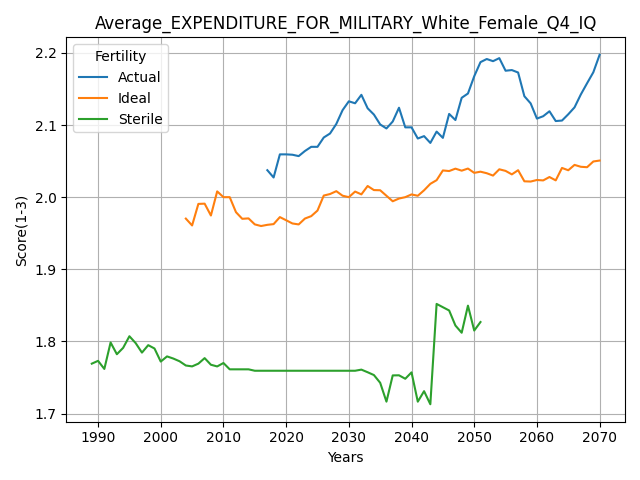 Average_EXPENDITURE_FOR_MILITARY_White_Female_Q4_IQ
Fertility
Actual
Ideal
Sterile
Score(1-3)
2.2
2.1
2.0
1.9
1.8
1.7
1990 2000 2010 2020 2030 2040 2050 2060 2070
Years